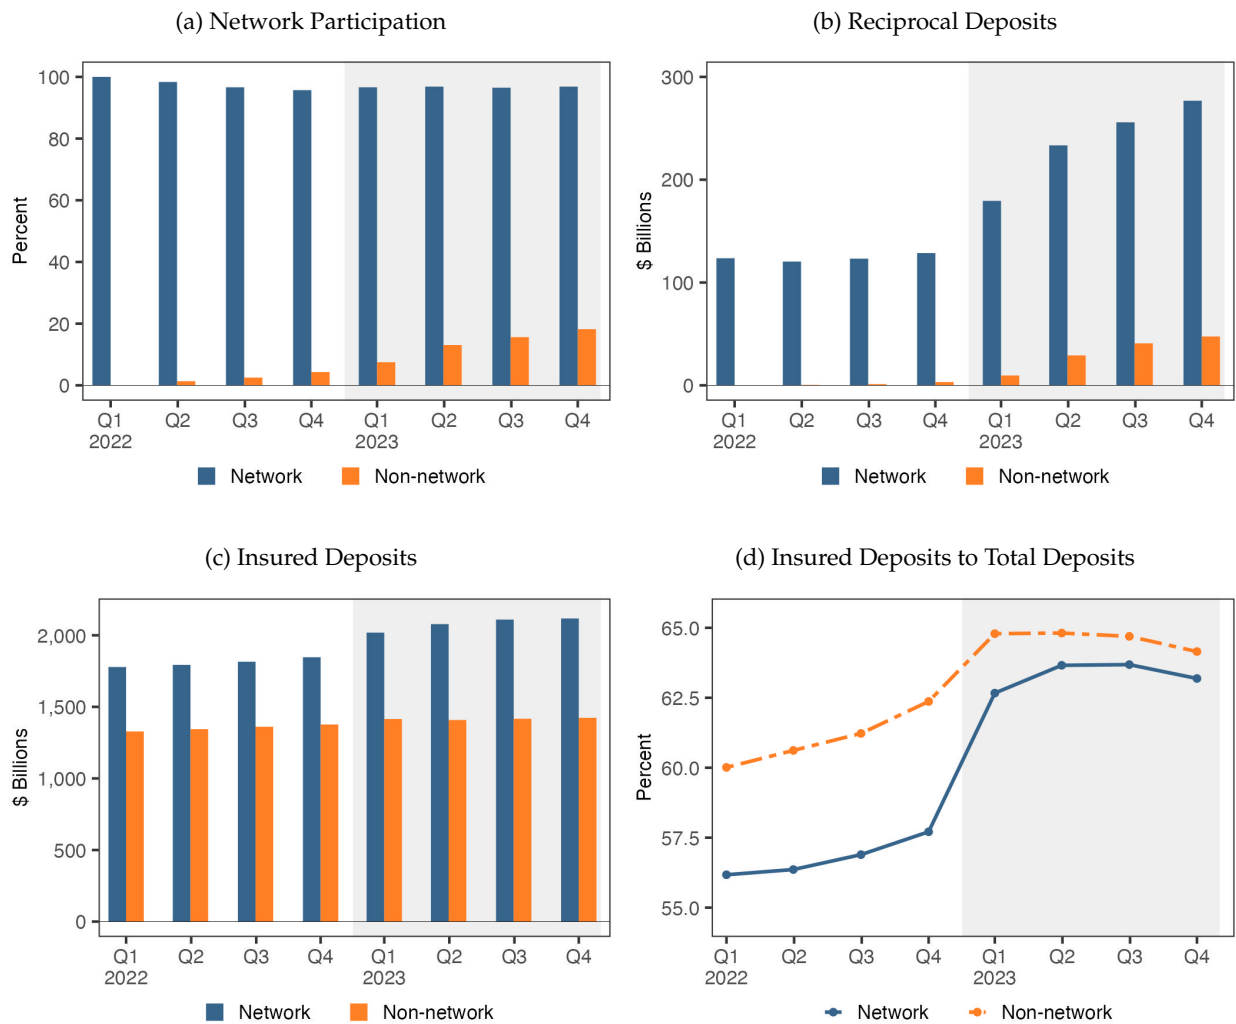 (a) Network Participation
Percent
100
80
60
40
20
0
Q1 Q2 Q3 Q4 Q1 Q2 Q3 Q4
2022 2023
Network Non-network
(b) Reciprocal Deposits
$ Billions
300
200
100
0
Q1 Q2 Q3 Q4 Q1 Q2 Q3 Q4
2022 2023
Network Non-network
(c) Insured Deposits
$ Billions
2,000
1,500
1,000
500
0
Q1 Q2 Q3 Q4 Q1 Q2 Q3 Q4
2022 2023
Network Non-network
(d) Insured Deposits to Total Deposits
Percent
65.0
62.5
60.0
57.5
55.0
Q1 Q2 Q3 Q4 Q1 Q2 Q3 Q4
2022 2023
Network Non-network